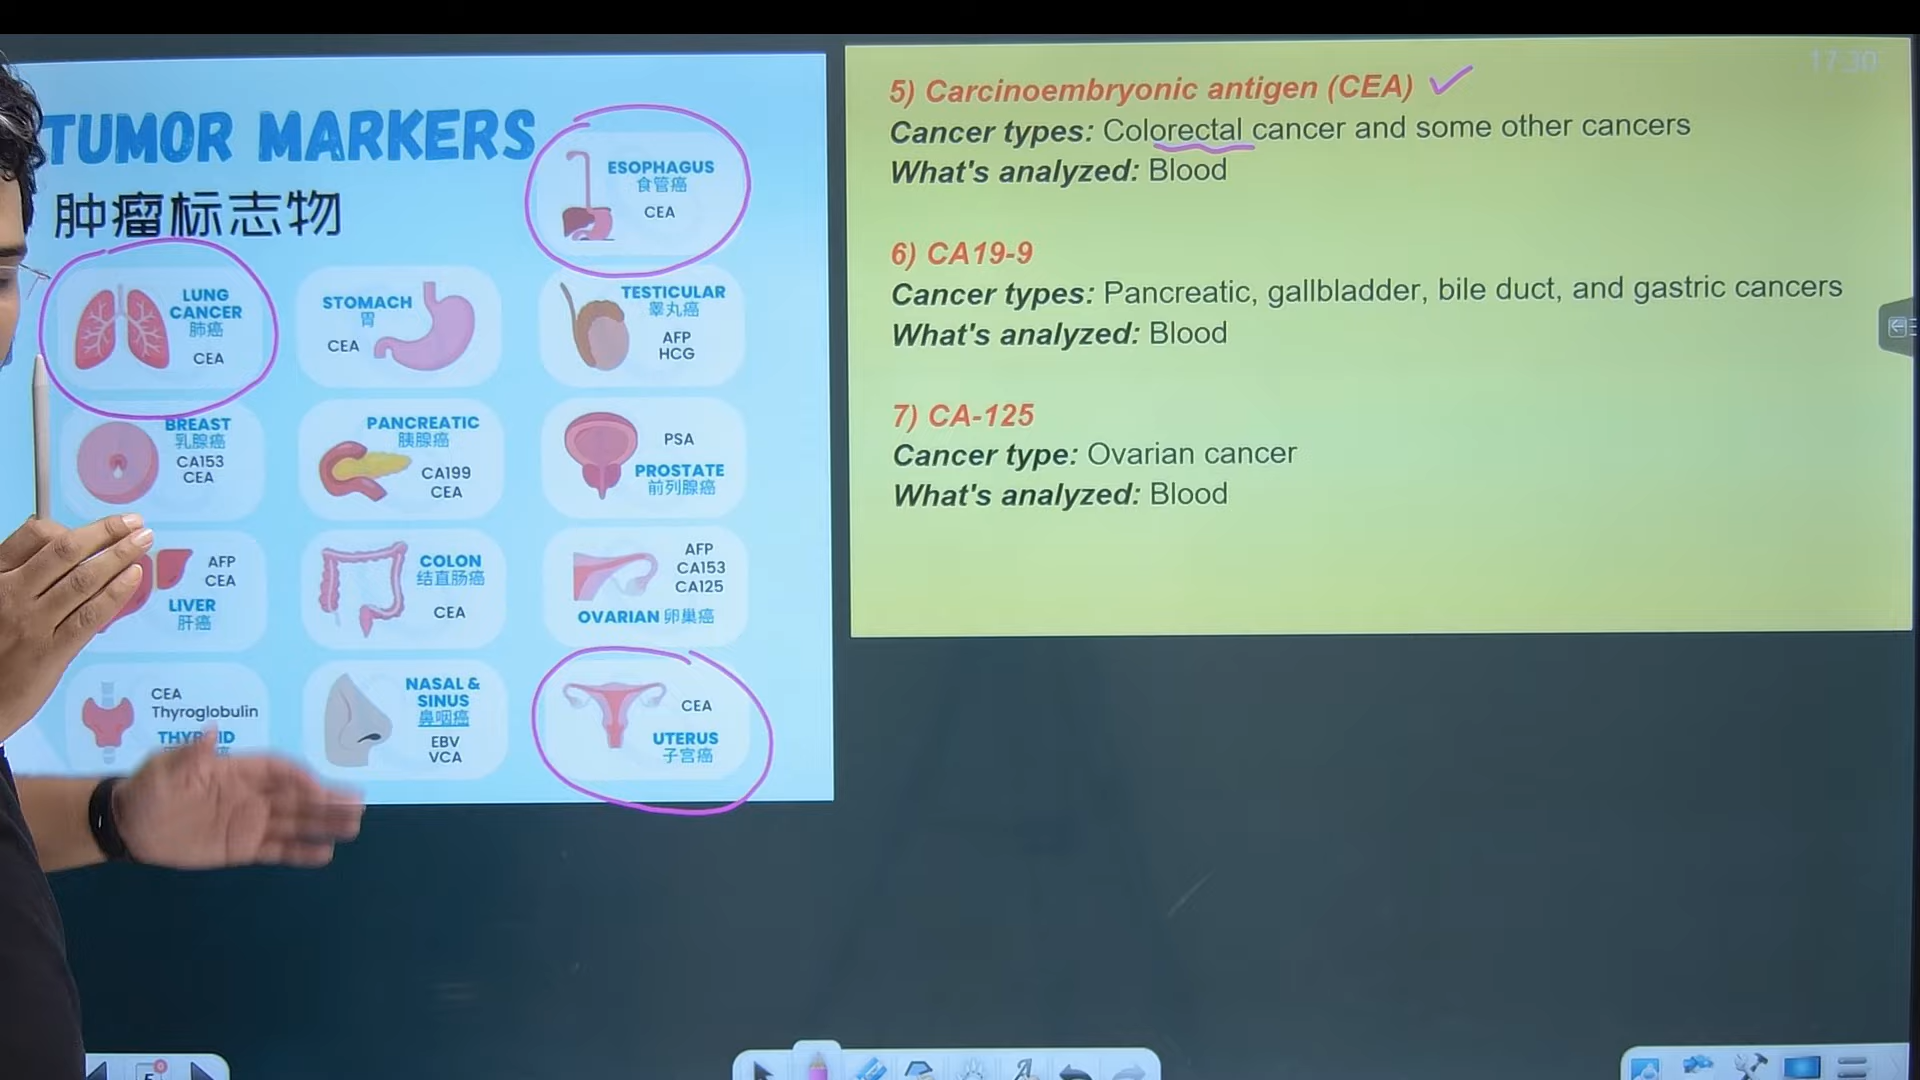 TUMOR MARKERS
肿瘤标志物
ESOPHAGUS
食管癌
CEA
LUNG
CANCER
肺癌
CEA
STOMACH
胃
CEA
TESTICULAR
睾丸癌
AFP
HCG
BREAST
乳腺癌
CA153
CEA
PANCREATIC
胰腺癌
CA199
CEA
PSA
PROSTATE
前列腺癌
AFP
CEA
LIVER
肝癌
COLON
结直肠癌
CEA
AFP
CA153
CA125
OVARIAN 卵巢癌
CEA
Thyroglobulin
NASAL &
SINUS
鼻咽癌
EBV
VCA
CEA
UTERUS
子宫癌
17:30
5) Carcinoembryonic antigen (CEA)
Cancer types: Colorectal cancer and some other cancers
What's analyzed: Blood
6) CA19-9
Cancer types: Pancreatic, gallbladder, bile duct, and gastric cancers
What's analyzed: Blood
7) CA-125
Cancer type: Ovarian cancer
What's analyzed: Blood